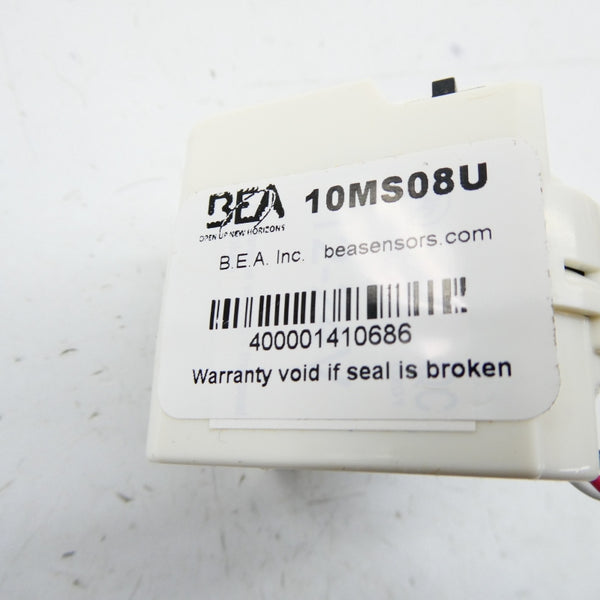 BEA 10MS08U
OPEN UP NEW HORIZONS
B.E.A. Inc. beasensors.com
400001410686
Warranty void if seal is broken